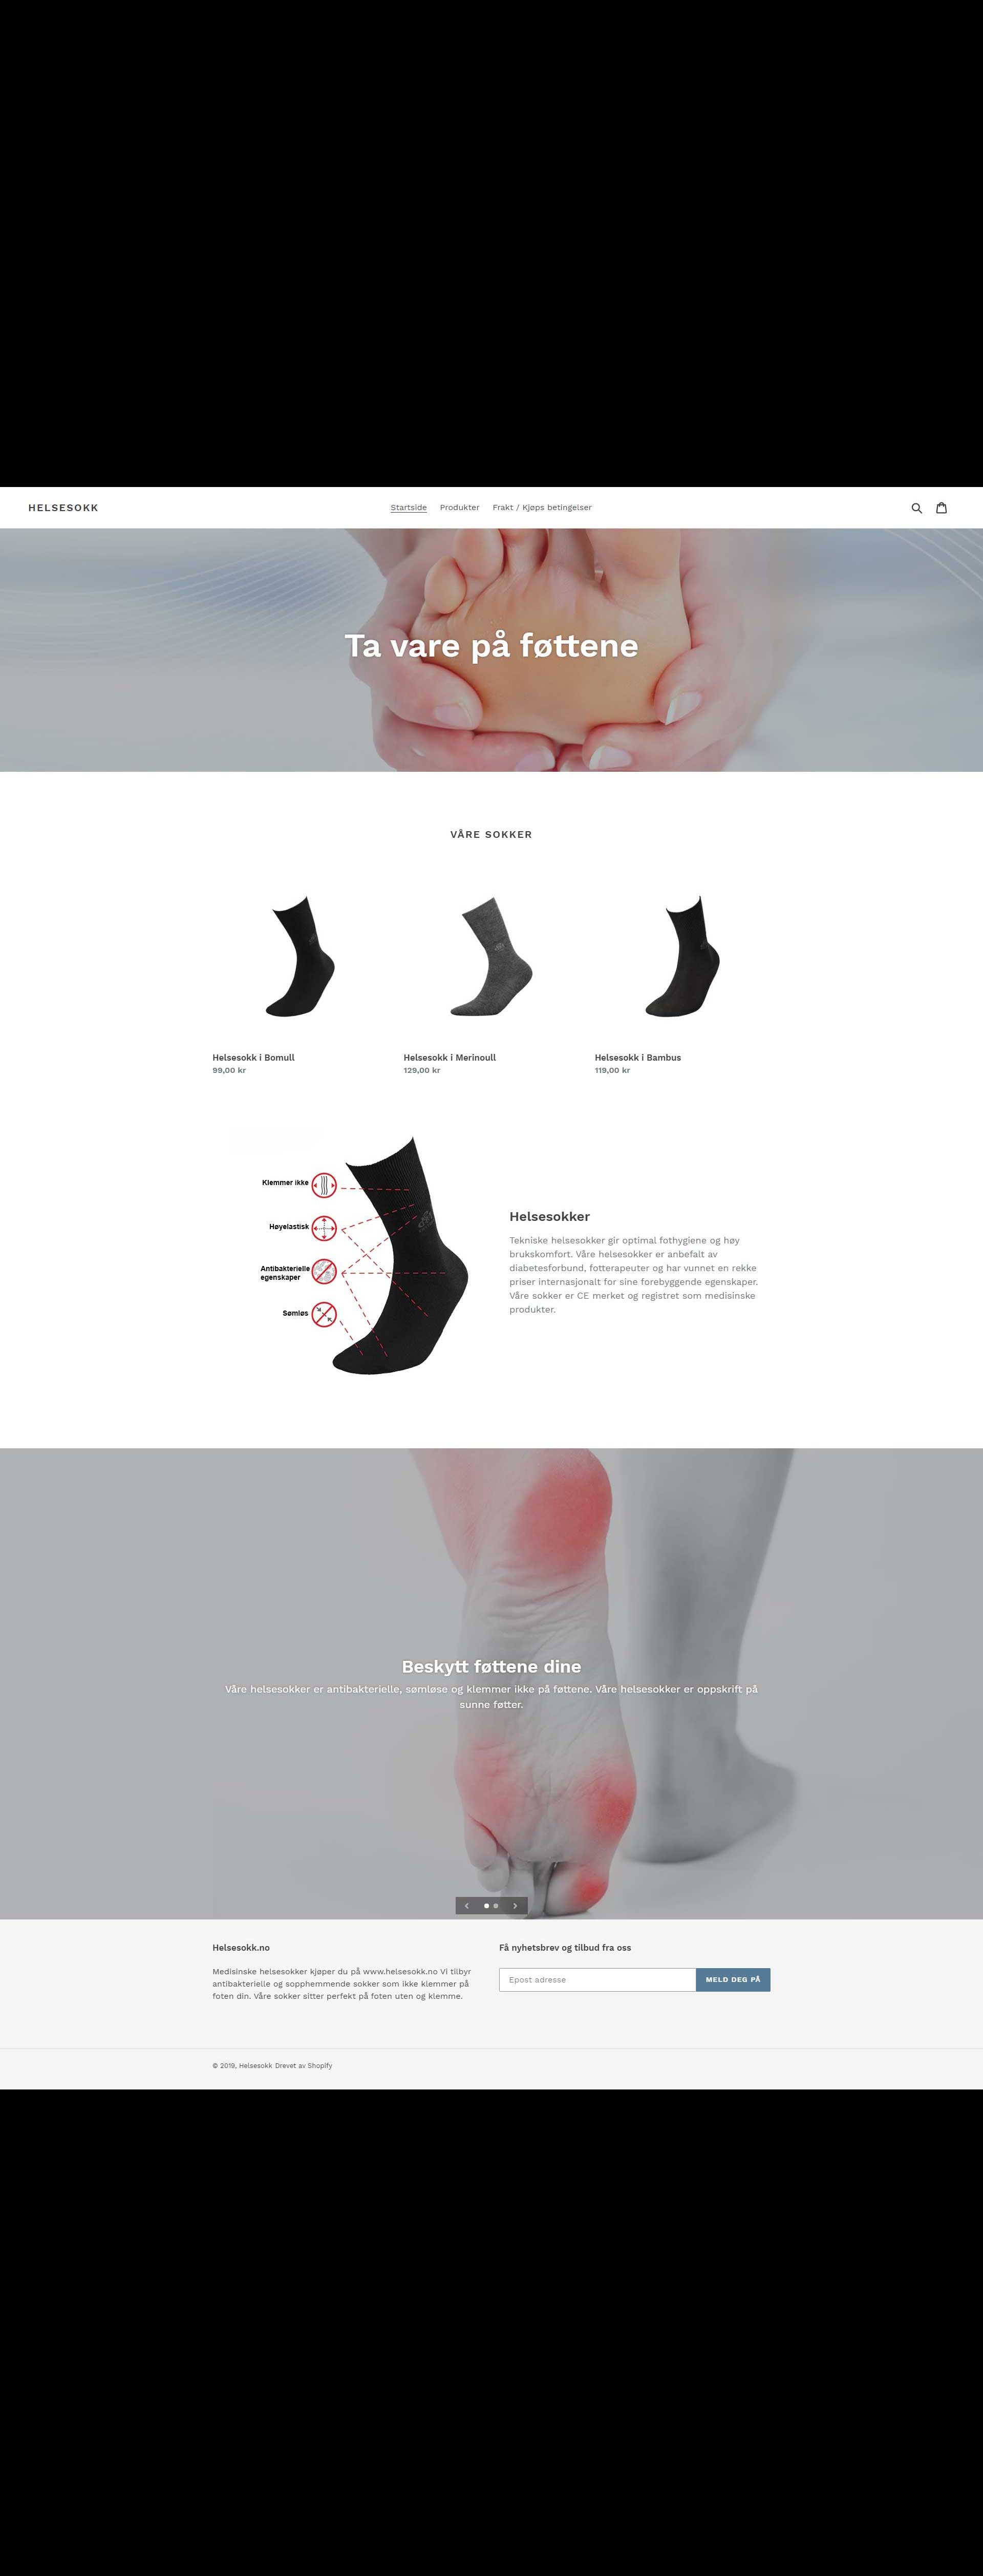 HELSESOKK
Startside Produkter Frakt / Kjøps betingelser
Ta vare på føttene
VÅRE SOKKER
Helsesokk i Bomull
99,00 kr
Helsesokk i Merinoull
129,00 kr
Helsesokk i Bambus
119,00 kr
Klemmer ikke
Høyelastisk
Antibakterielle
egenskaper
Sømløs
Helsesokker
Tekniske helsesokker gir optimal fothygiene og høy
brukskomfort. Våre helsesokker er anbefalt av
diabetesforbund, fotterapeuter og har vunnet en rekke
priser internasjonalt for sine forebyggende egenskaper.
Våre sokker er CE merket og registret som medisinske
produkter.
Beskytt føttene dine
Våre helsesokker er antibakterielle, sømløse og klemmer ikke på føttene. Våre helsesokker er oppskrift på
sunne føtter.
Helsesokk.no
Medisinske helsesokker kjøper du på www.helsesokk.no Vi tilbyr
antibakterielle og sopphemmende sokker som ikke klemmer på
foten din. Våre sokker sitter perfekt på foten uten og klemme.
Få nyhetsbrev og tilbud fra oss
Epost adresse
MELD DEG PÅ
© 2019, Helsesokk Drevet av Shopify